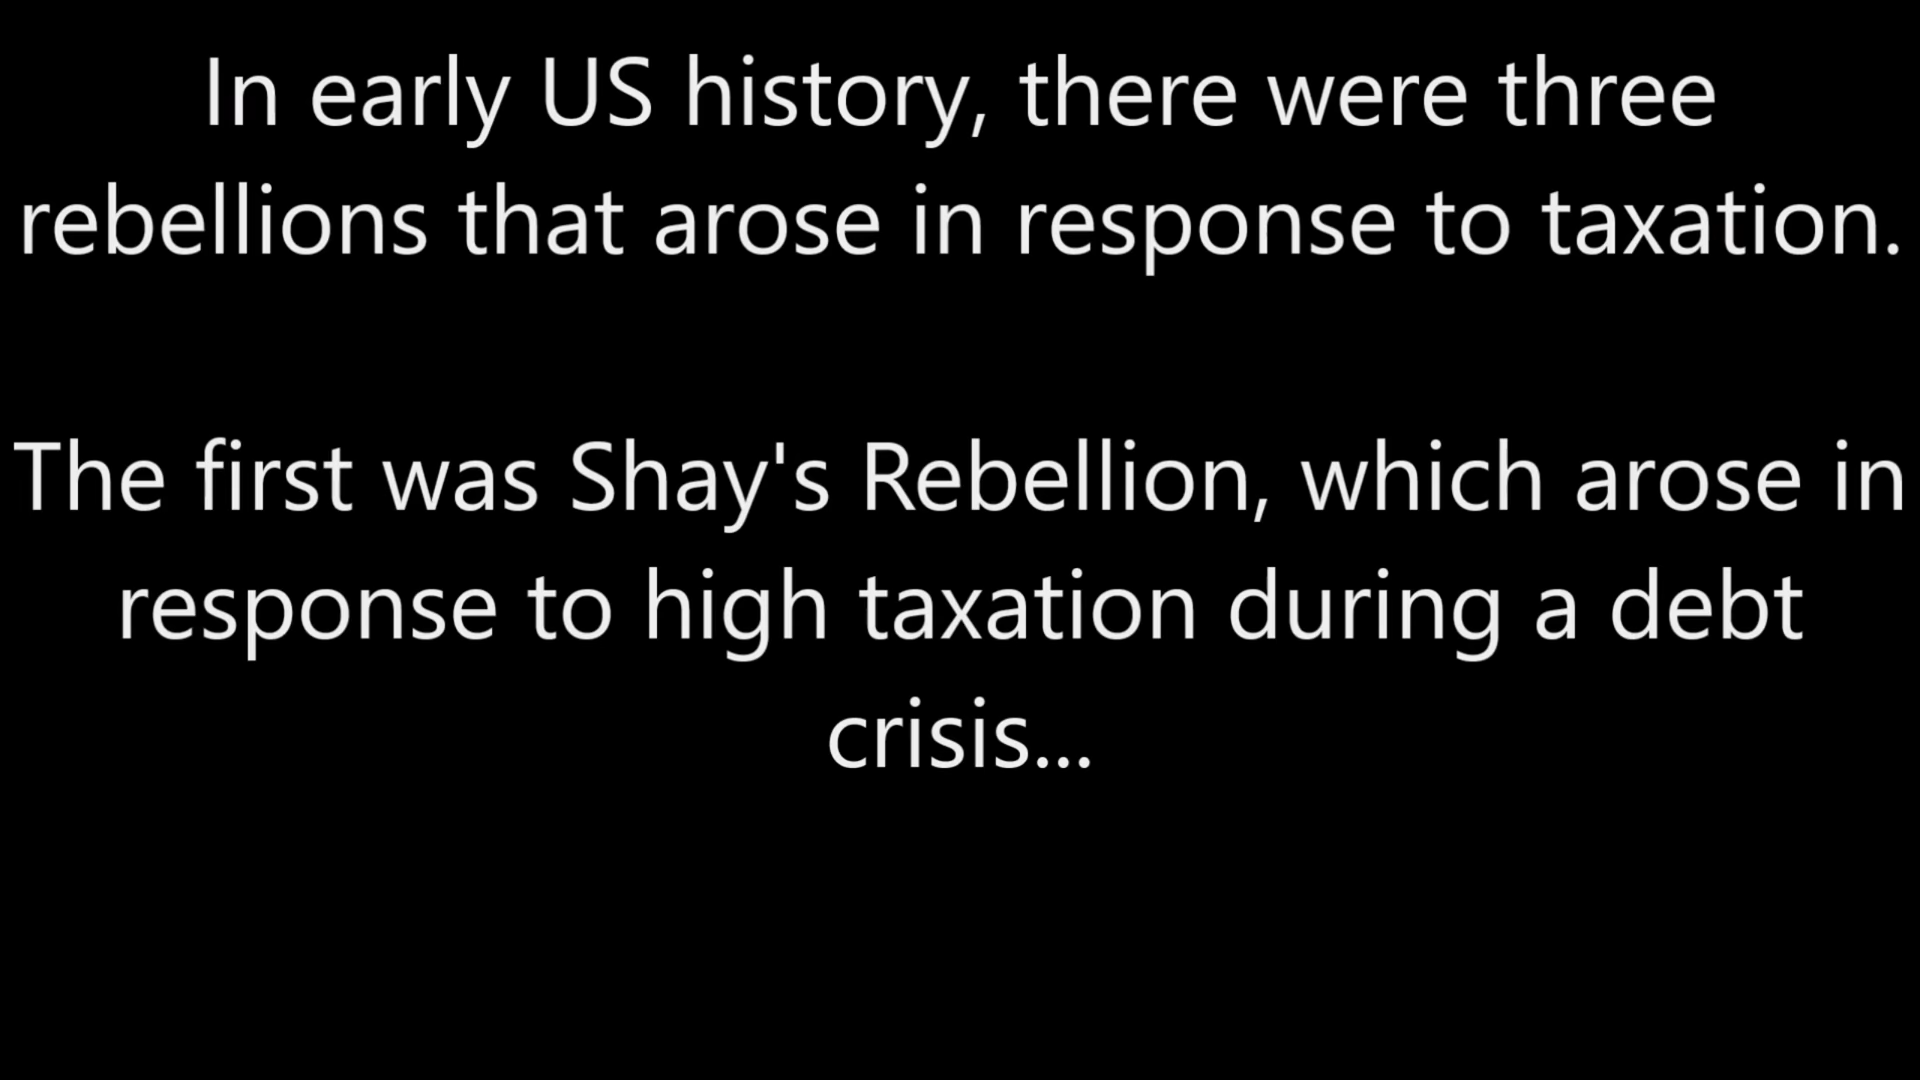 In early US history, there were three
rebellions that arose in response to taxation.
The first was Shay's Rebellion, which arose in
response to high taxation during a debt
crisis...